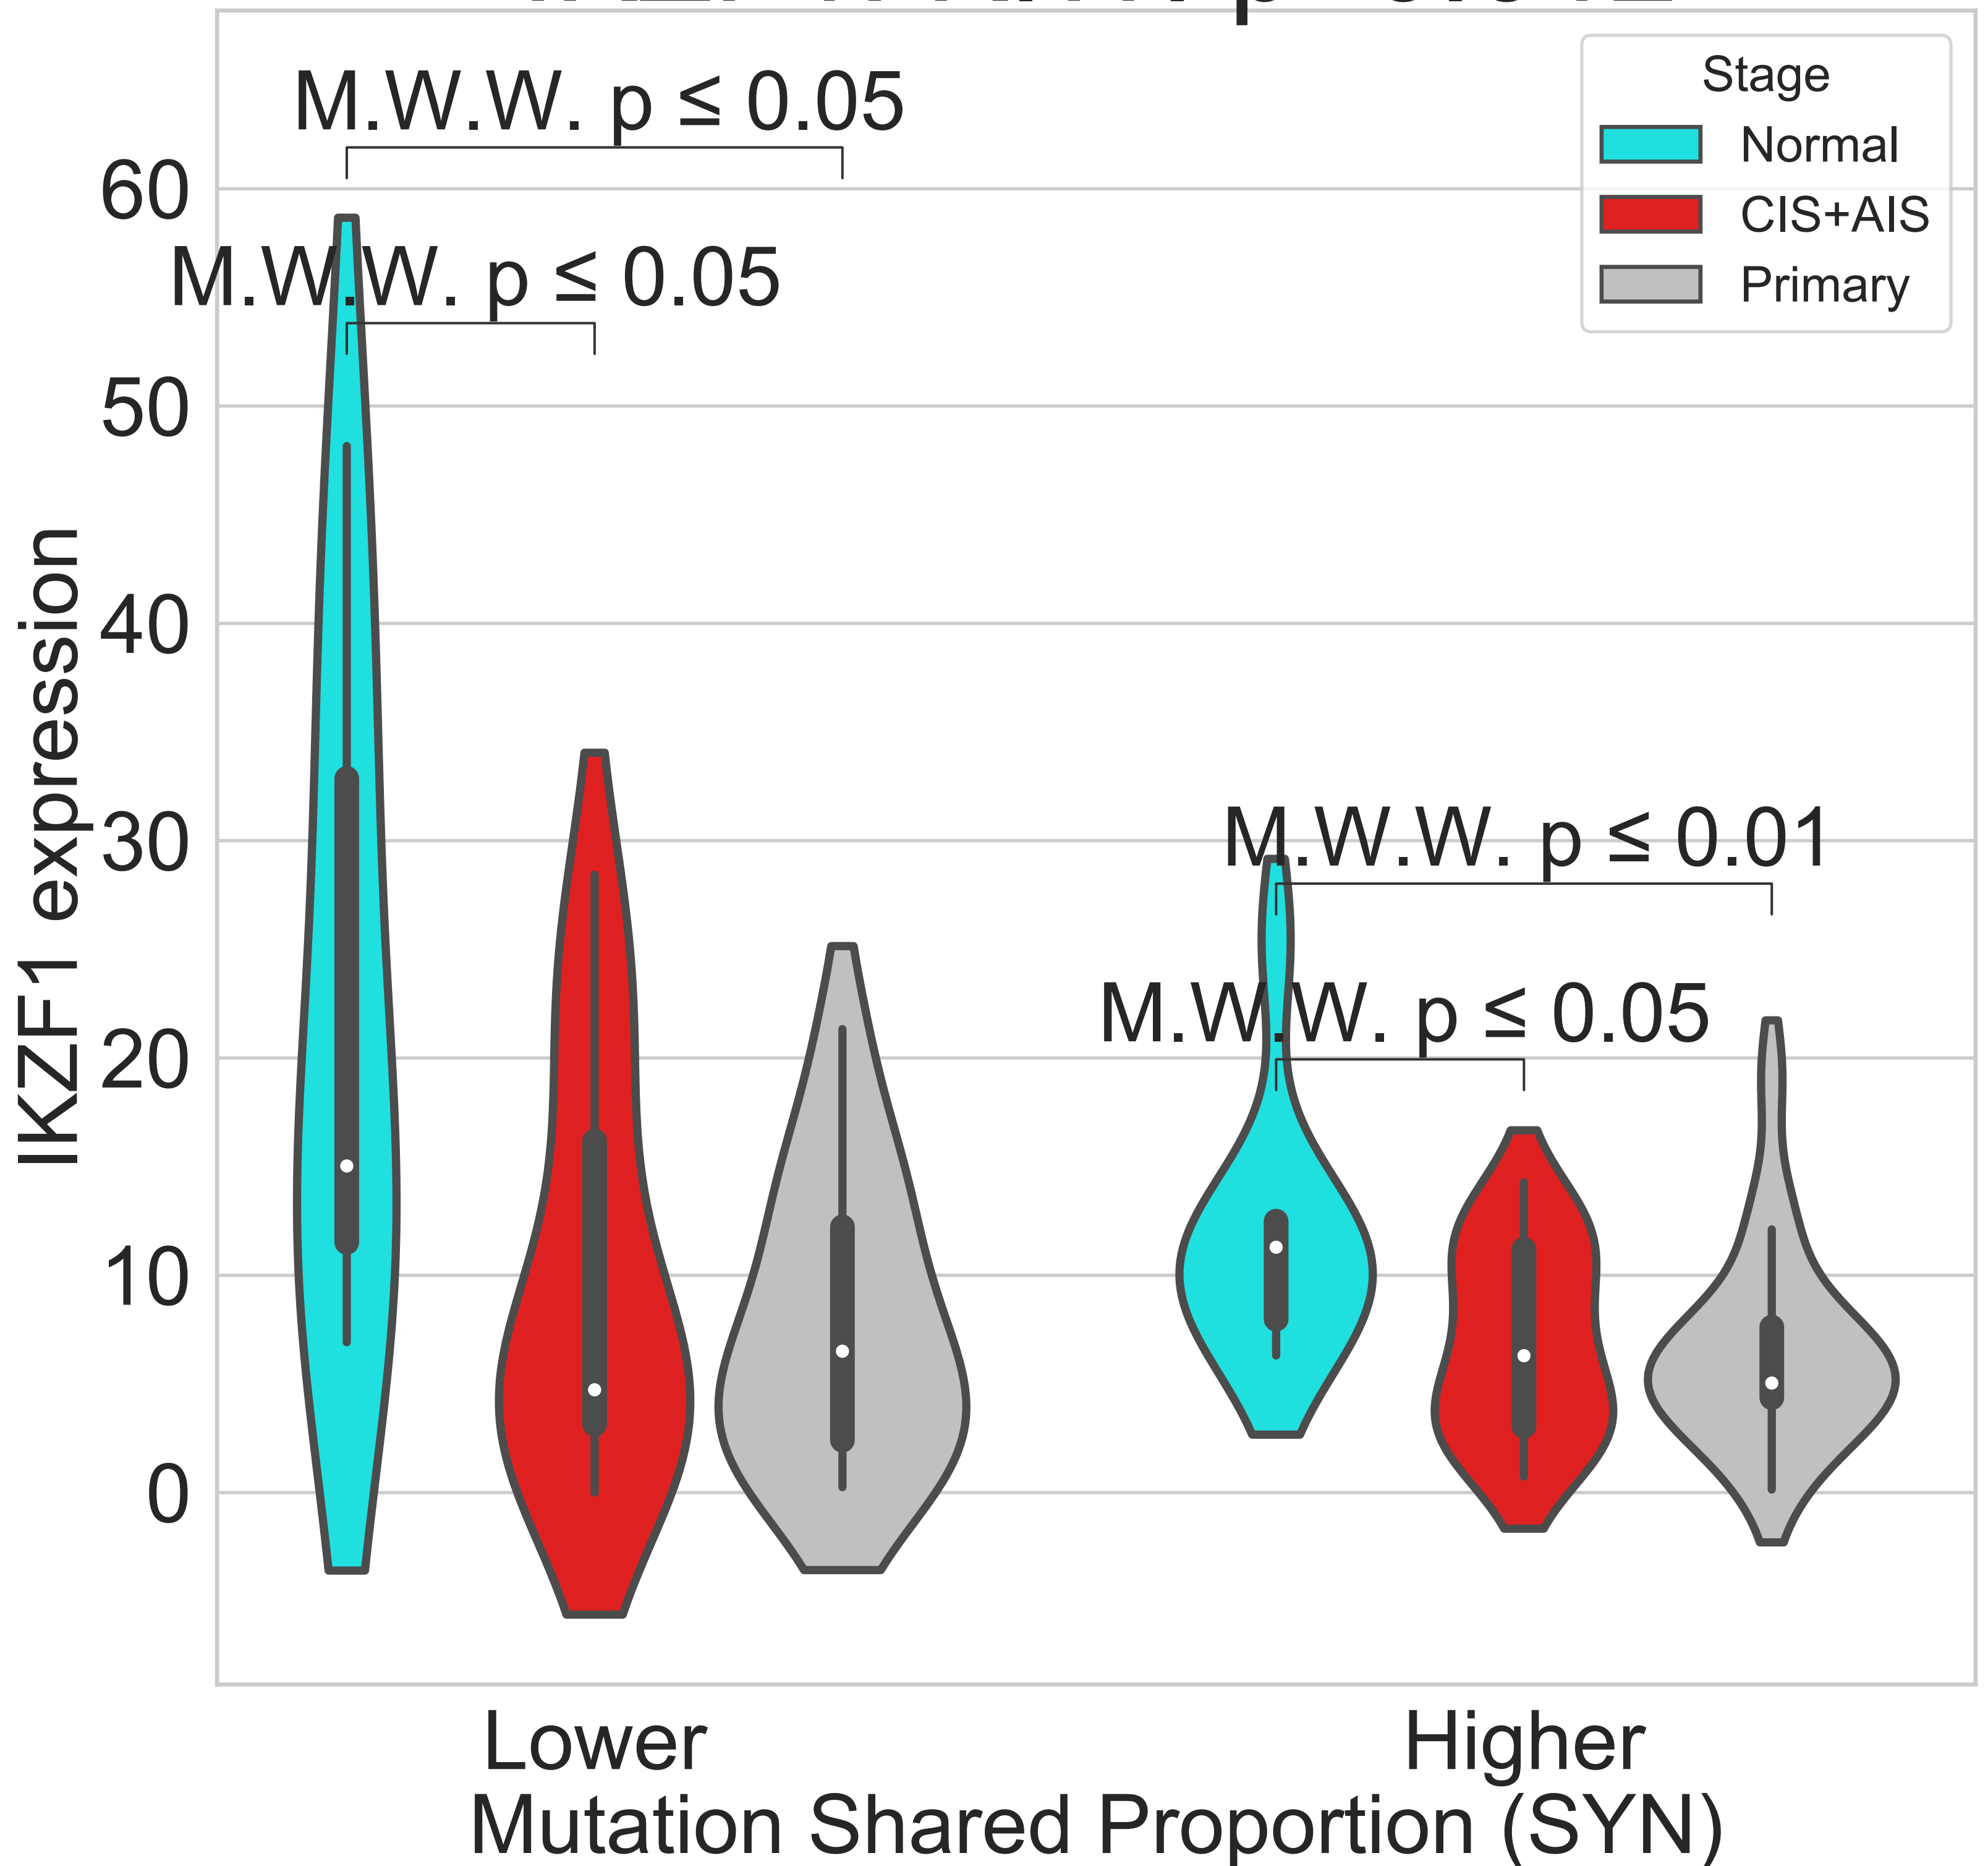 M.W.W. p ≤ 0.05
M.W.W. p ≤ 0.05
M.W.W. p ≤ 0.01
M.W.W. p ≤ 0.05
Stage
Normal
CIS+AIS
Primary
60
50
40
30
20
10
0
IKZF1 expression
Lower
Higher
Mutation Shared Proportion (SYN)